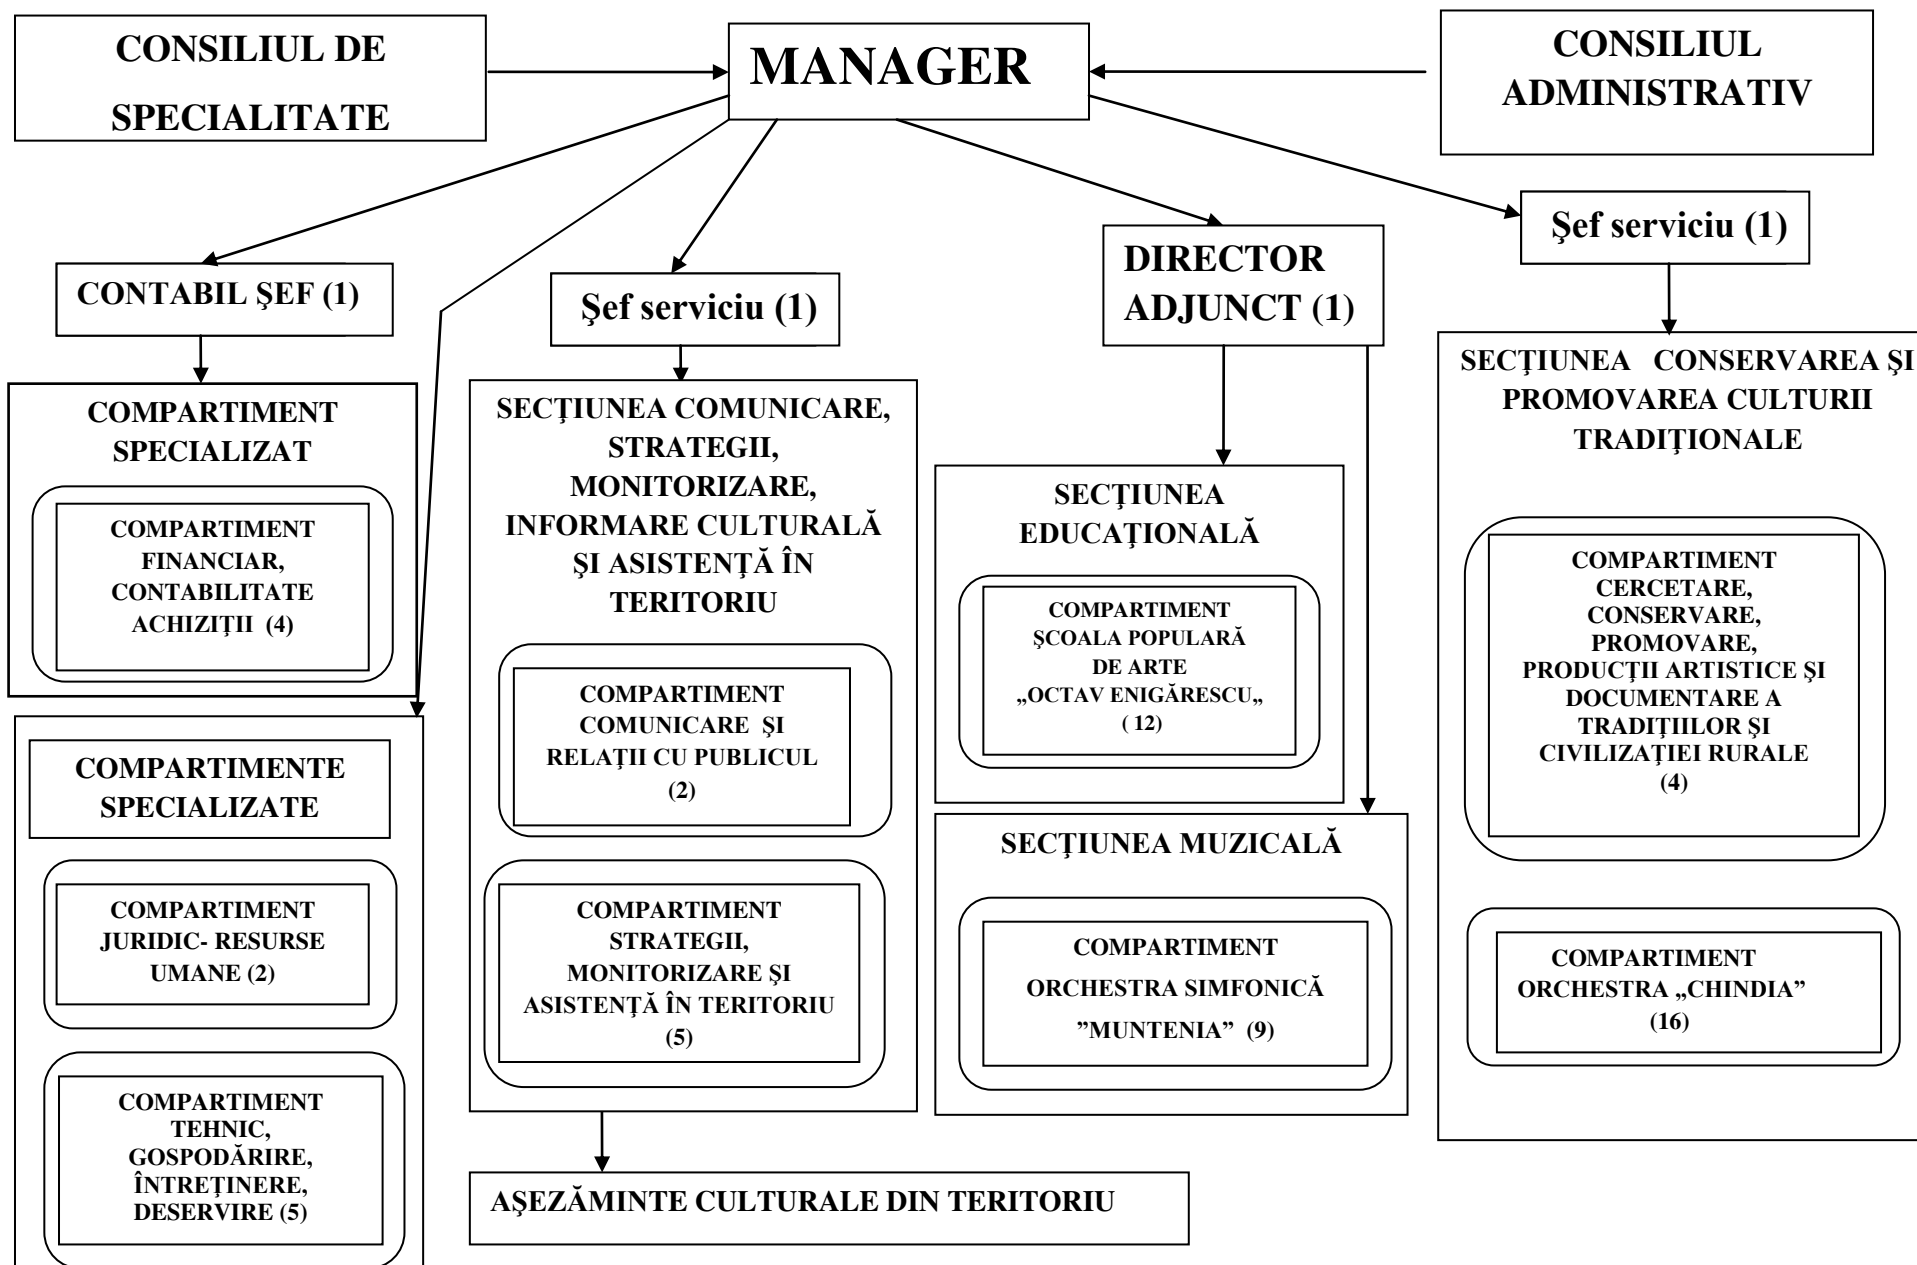 CONSILIUL DE
SPECIALITATE
MANAGER
CONSILIUL
ADMINISTRATIV
CONTABIL ŞEF (1)
Şef serviciu (1)
DIRECTOR
ADJUNCT (1)
Şef serviciu (1)
COMPARTIMENT
SPECIALIZAT
COMPARTIMENT
FINANCIAR,
CONTABILITATE
ACHIZIŢII (4)
COMPARTIMENTE
SPECIALIZATE
COMPARTIMENT
JURIDIC- RESURSE
UMANE (2)
COMPARTIMENT
TEHNIC,
GOSPODĂRIRE,
ÎNTREŢINERE,
DESERVIRE (5)
SECŢIUNEA COMUNICARE,
STRATEGII,
MONITORIZARE,
INFORMARE CULTURALĂ
ŞI ASISTENŢĂ ÎN
TERITORIU
COMPARTIMENT
COMUNICARE ŞI
RELAŢII CU PUBLICUL
(2)
COMPARTIMENT
STRATEGII,
MONITORIZARE ŞI
ASISTENŢĂ ÎN TERITORIU
(5)
AŞEZĂMINTE CULTURALE DIN TERITORIU
SECŢIUNEA
EDUCAŢIONALĂ
COMPARTIMENT
ŞCOALA POPULARĂ
DE ARTE
„OCTAV ENIGĂRESCU„
( 12)
SECŢIUNEA MUZICALĂ
COMPARTIMENT
ORCHESTRA SIMFONICĂ
”MUNTENIA” (9)
SECŢIUNEA CONSERVAREA ŞI
PROMOVAREA CULTURII
TRADIŢIONALE
COMPARTIMENT
CERCETARE,
CONSERVARE,
PROMOVARE,
PRODUCŢII ARTISTICE ŞI
DOCUMENTARE A
TRADIŢIILOR ŞI
CIVILIZAŢIEI RURALE
(4)
COMPARTIMENT
ORCHESTRA „CHINDIA”
(16)